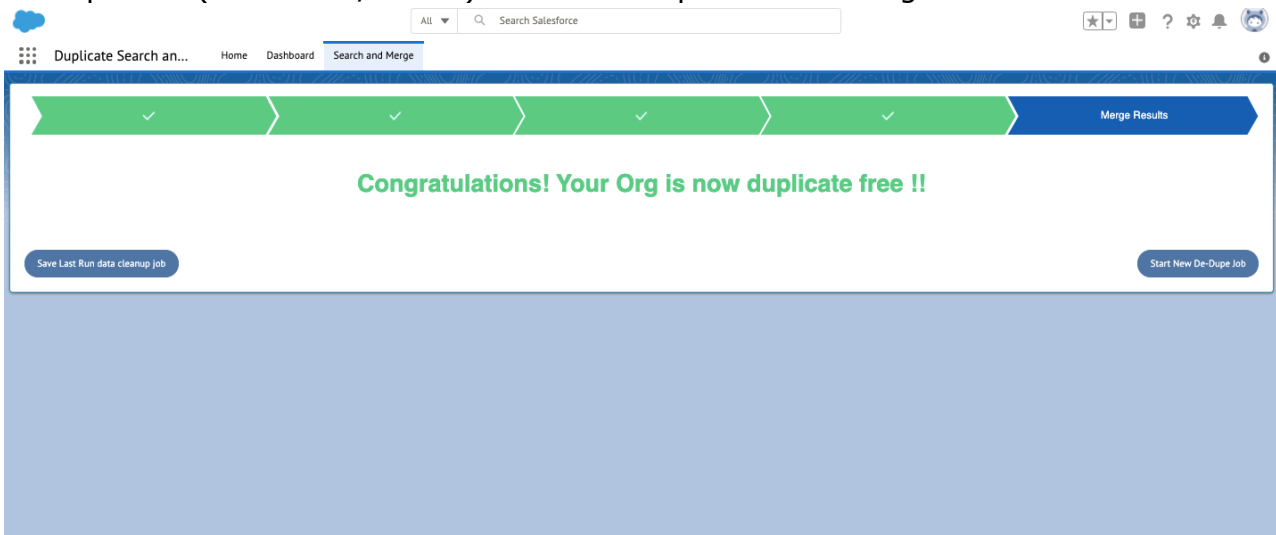 All
Search Salesforce
Duplicate Search an...
Home
Dashboard
Search and Merge
Merge Results
Congratulations! Your Org is now duplicate free !!
Save Last Run data cleanup job
Start New De-Dupe Job